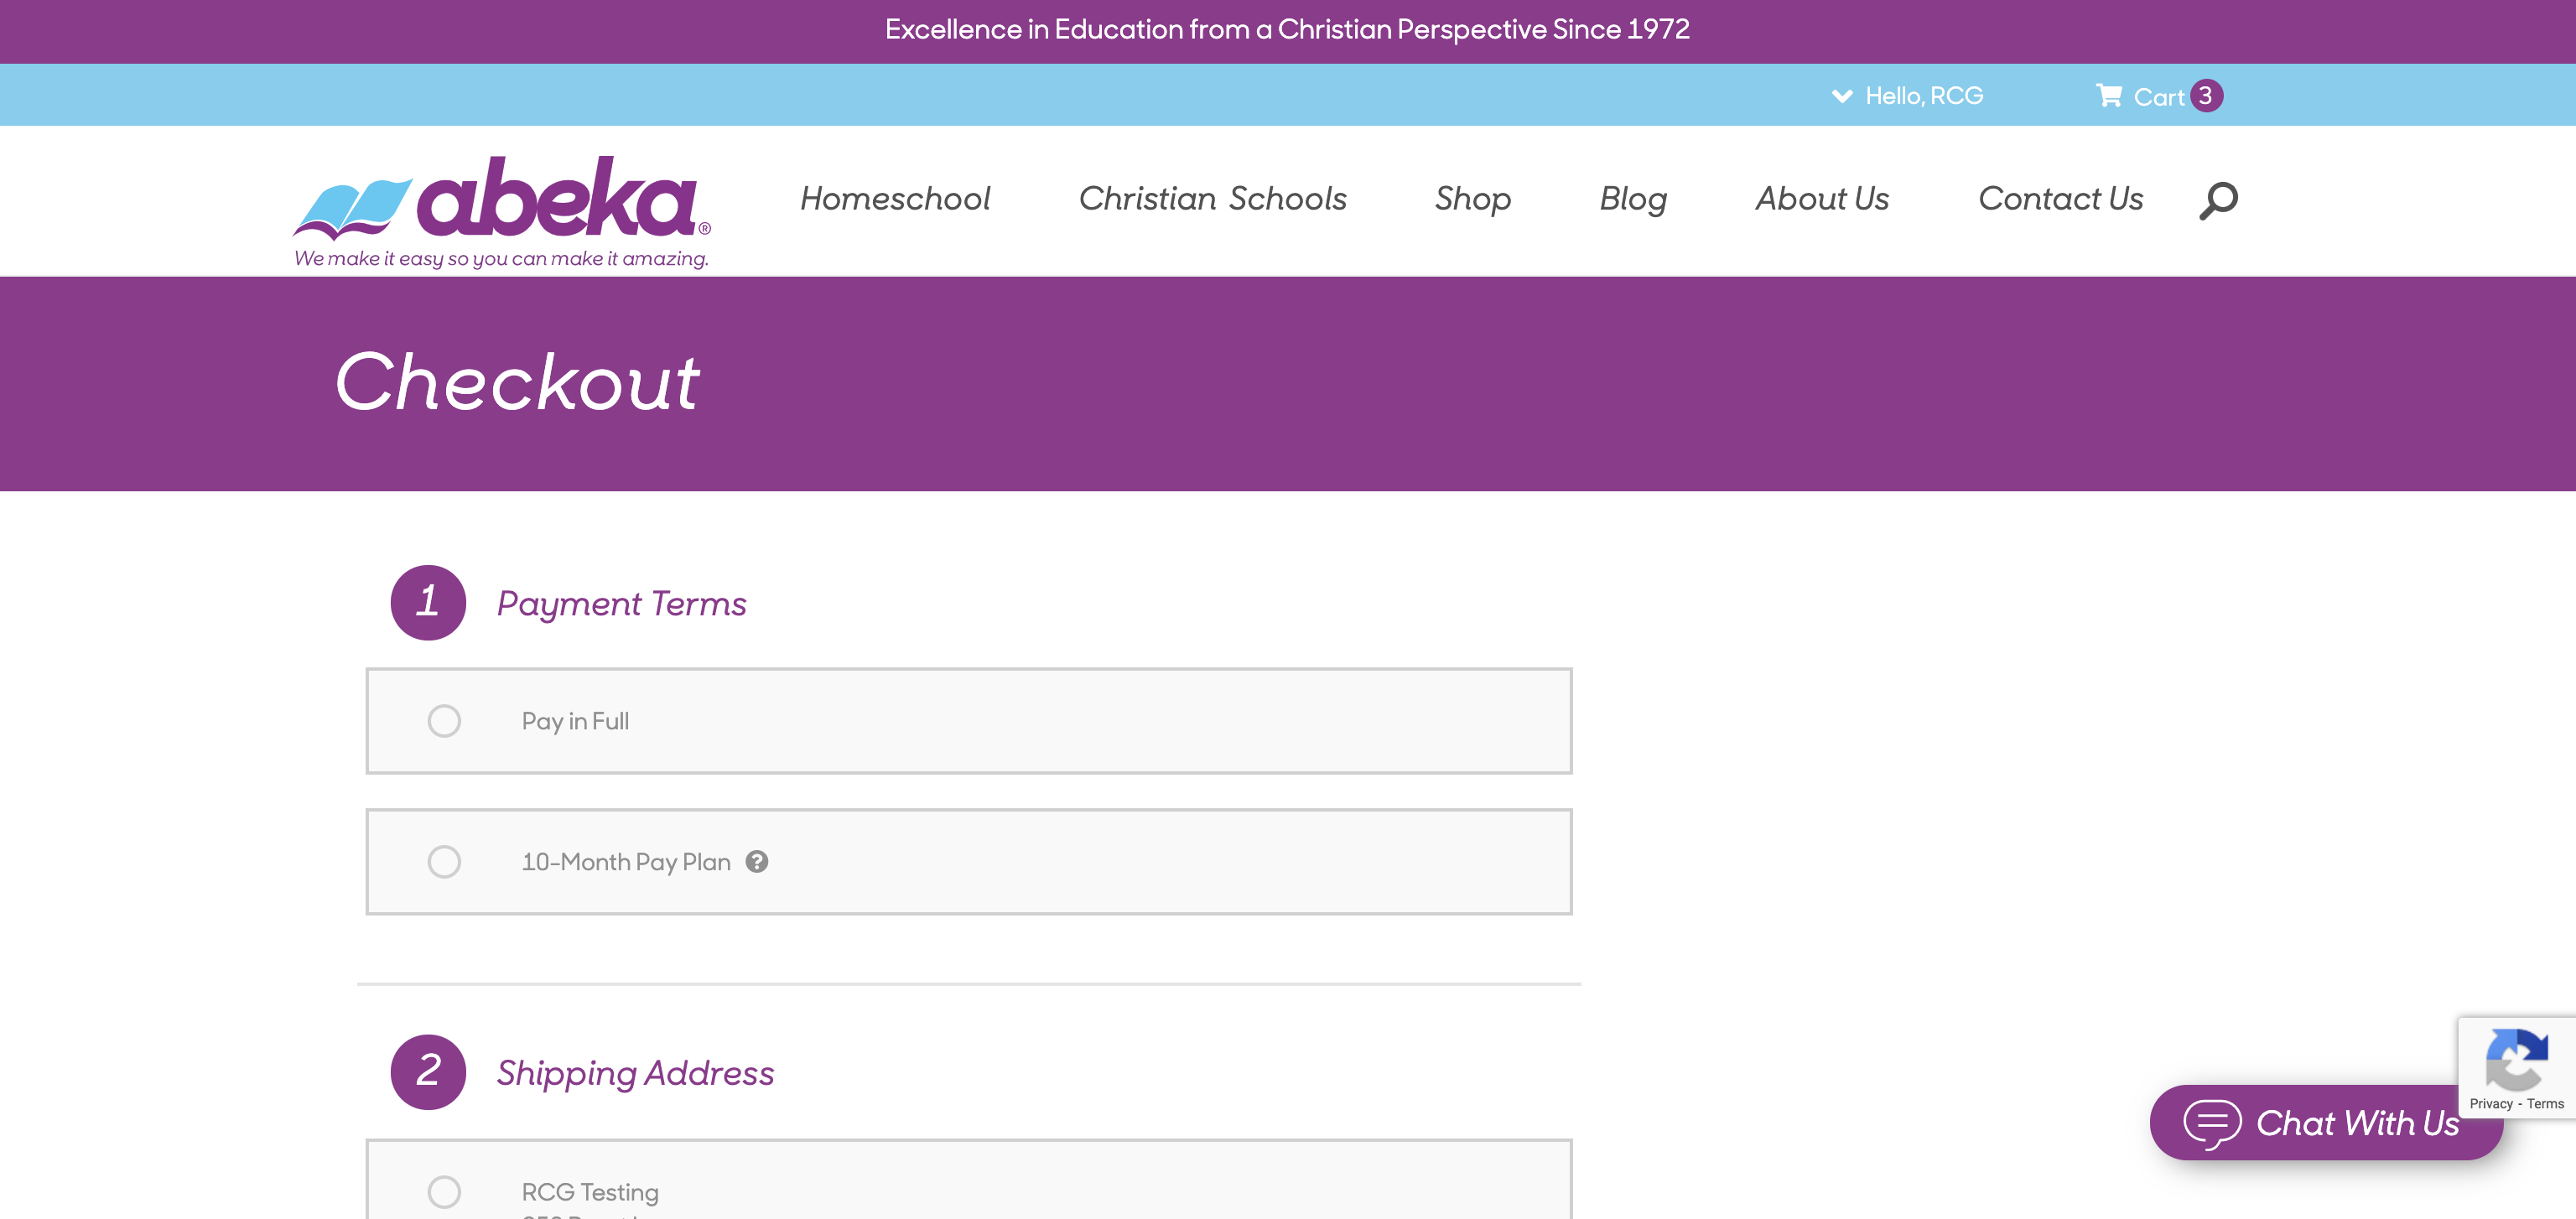 Excellence in Education from a Christian Perspective Since 1972
Hello, RCG
Cart 3
abeka®
We make it easy so you can make it amazing.
Homeschool
Christian Schools
Shop
Blog
About Us
Contact Us
Checkout
1 Payment Terms
Pay in Full
10-Month Pay Plan
2 Shipping Address
RCG Testing
Privacy - Terms
Chat With Us